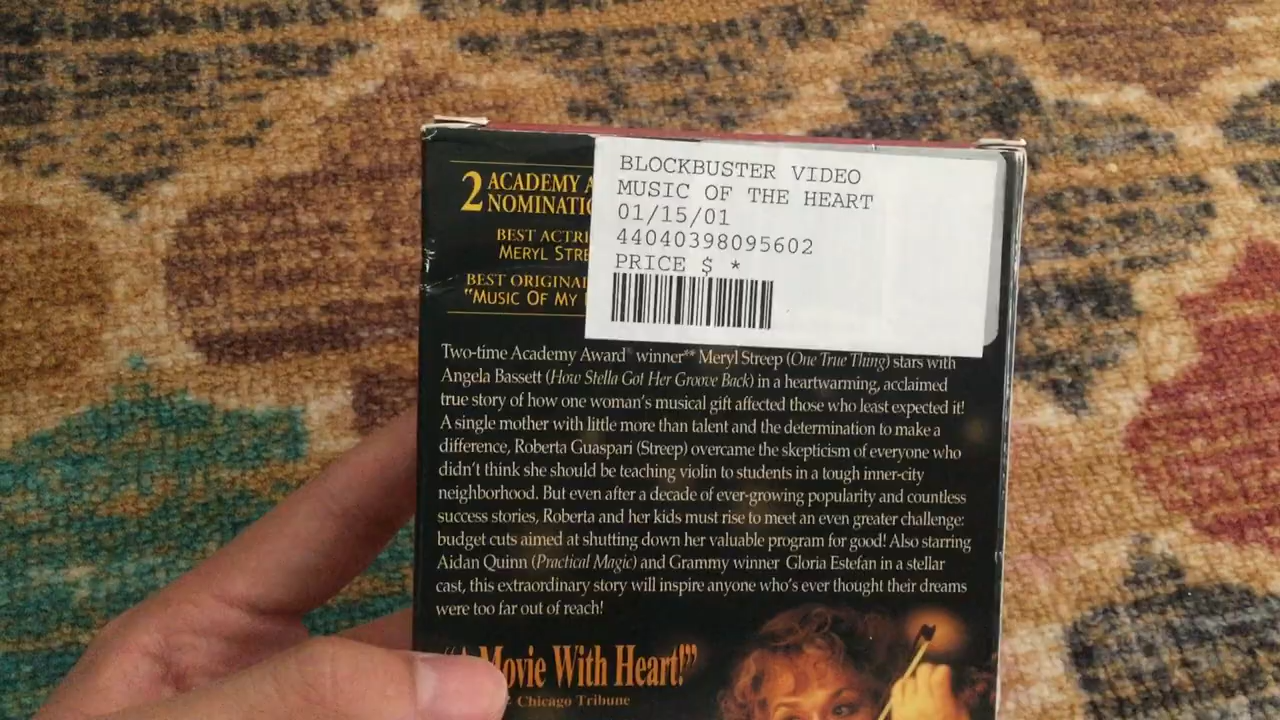 BLOCKBUSTER VIDEO
MUSIC OF THE HEART
01/15/01
44040398095602
PRICE $ *
2 ACADEMY A
NOMINATIO
BEST ACTRE
MERYL STRE
BEST ORIGINAL
"MUSIC OF MY
Two-time Academy Award® winner** Meryl Streep (One True Thing) stars with
Angela Bassett (How Stella Got Her Groove Back) in a heartwarming, acclaimed
true story of how one woman's musical gift affected those who least expected it!
A single mother with little more than talent and the determination to make a
difference, Roberta Guaspari (Streep) overcame the skepticism of everyone who
didn't think she should be teaching violin to students in a tough inner-city
neighborhood. But even after a decade of ever-growing popularity and countless
success stories, Roberta and her kids must rise to meet an even greater challenge:
budget cuts aimed at shutting down her valuable program for good! Also starring
Aidan Quinn (Practical Magic) and Grammy winner Gloria Estefan in a stellar
cast, this extraordinary story will inspire anyone who's ever thought their dreams
were too far out of reach!
"A Movie With Heart!"
Chicago Tribune